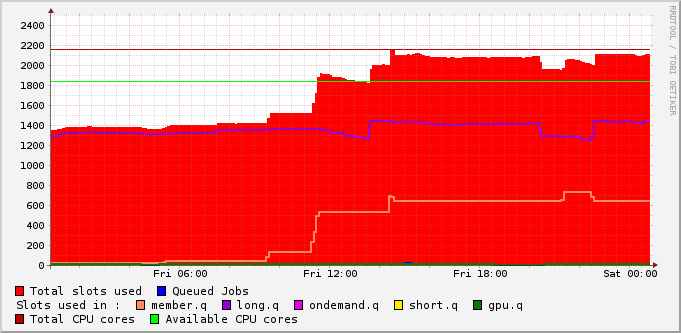 RRDTOOL / TOBI OETIKER
2400
2200
2000
1800
1600
1400
1200
1000
800
600
400
200
0
Fri 06:00 Fri 12:00 Fri 18:00 Sat 00:00
Total slots used Queued Jobs
Slots used in : member.q long.q ondemand.q short.q gpu.q
Total CPU cores Available CPU cores